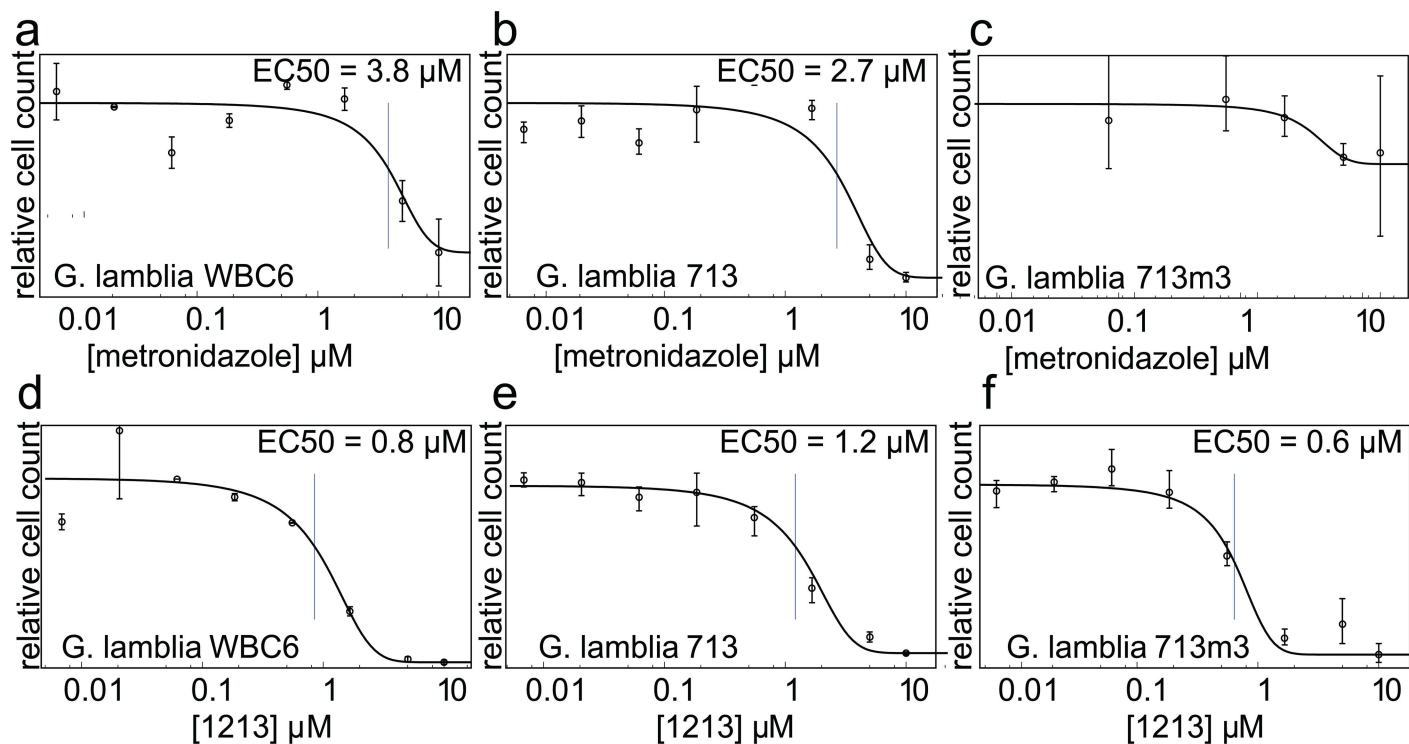 a
relative cell count
EC50 = 3.8 µM
G. lamblia WBC6
0.01 0.1 1 10
[metronidazole] µM
b
relative cell count
EC50 = 2.7 µM
G. lamblia 713
0.01 0.1 1 10
[metronidazole] µM
c
relative cell count
G. lamblia 713m3
0.01 0.1 1 10
[metronidazole] µM
d
relative cell count
EC50 = 0.8 µM
G. lamblia WBC6
0.01 0.1 1 10
[1213] µM
e
relative cell count
EC50 = 1.2 µM
G. lamblia 713
0.01 0.1 1 10
[1213] µM
f
relative cell count
EC50 = 0.6 µM
G. lamblia 713m3
0.01 0.1 1 10
[1213] µM